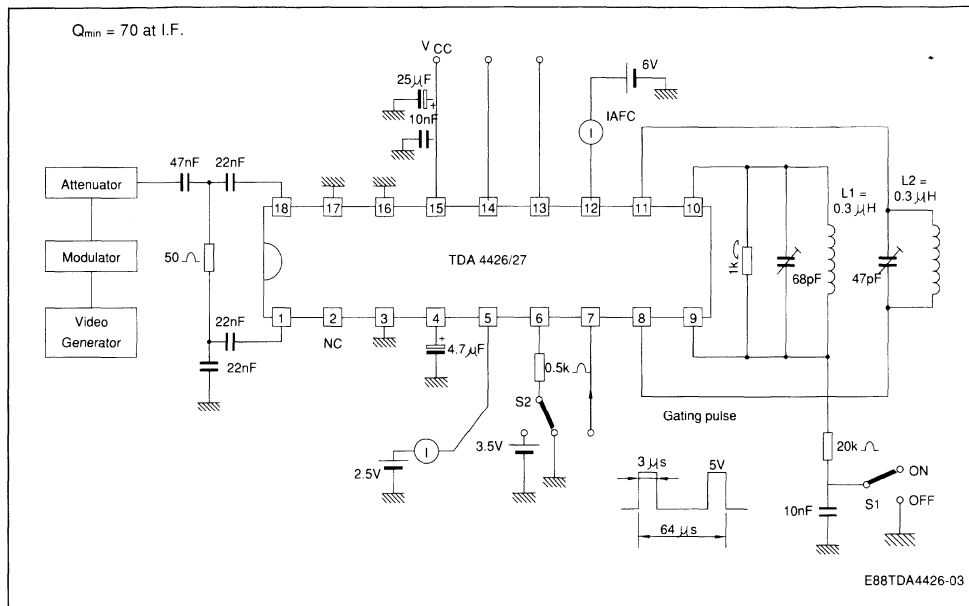 Qmin = 70 at I.F.
VCC
6V
25μF
+
10nF
IAFC
I
47nF
22nF
Attenuator
18
17
16
15
14
13
12
11
10
L1 =
0.3 μH
L2 =
0.3 μH
Modulator
50
TDA 4426/27
1k
68pF
47pF
Video
Generator
22nF
1
2
3
4
5
6
7
8
9
NC
+
4.7μF
22nF
0.5k
S2
Gating pulse
3.5V
I
2.5V
3 μs
5V
64 μs
20k
ON
S1
OFF
10nF
E88TDA4426-03